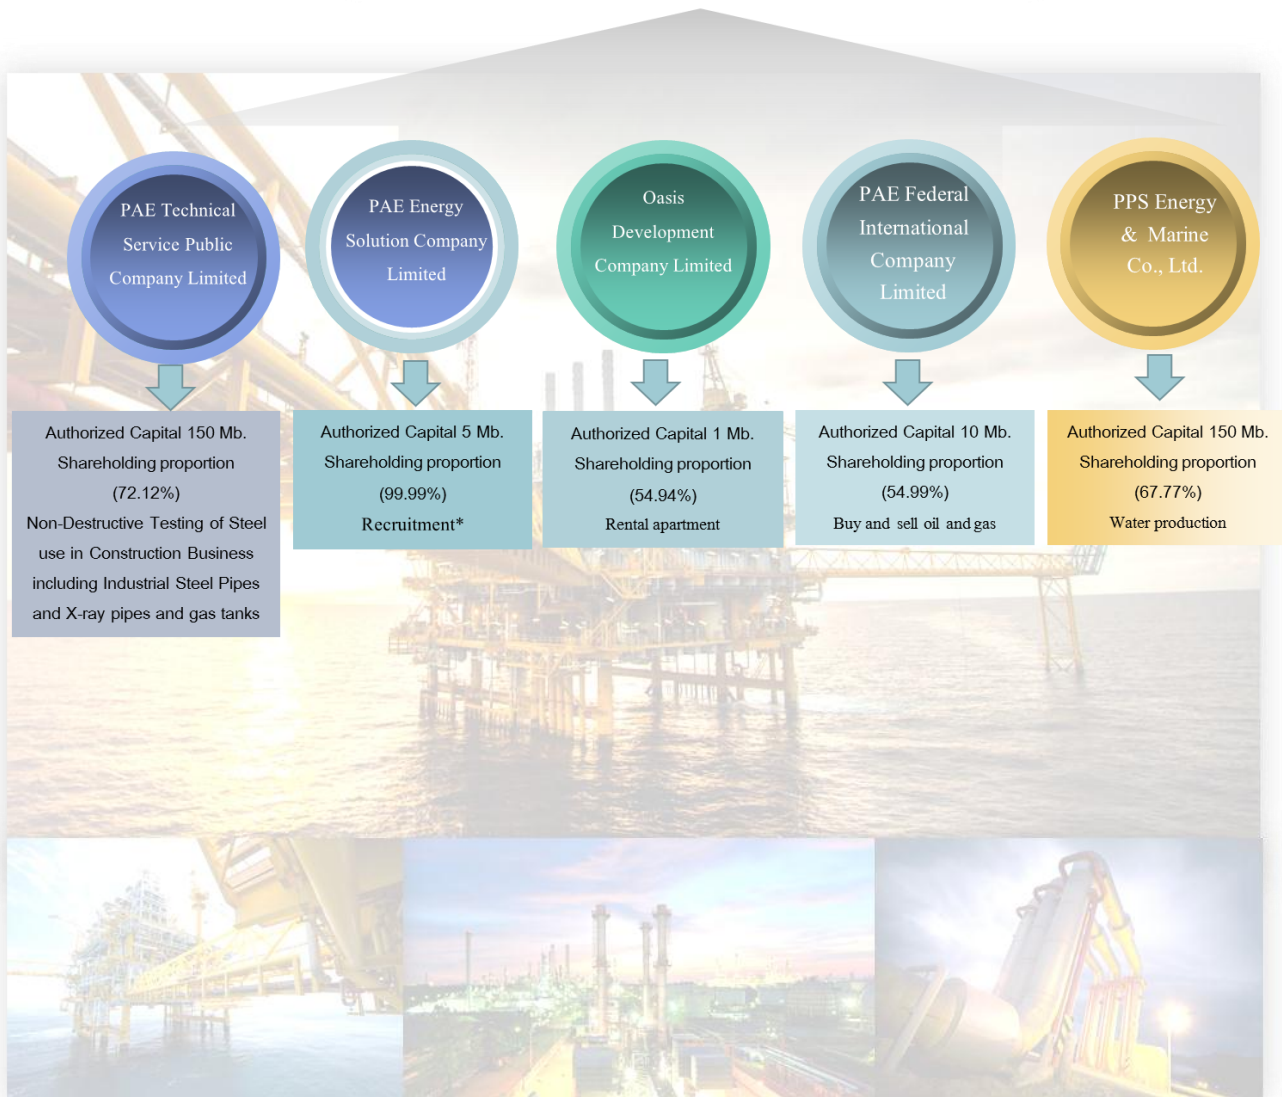 PAE Technical
Service Public
Company Limited
PAE Energy
Solution Company
Limited
Oasis
Development
Company Limited
PAE Federal
International
Company
Limited
PPS Energy
& Marine
Co., Ltd.
Authorized Capital 150 Mb.
Shareholding proportion
(72.12%)
Non-Destructive Testing of Steel
use in Construction Business
including Industrial Steel Pipes
and X-ray pipes and gas tanks
Authorized Capital 5 Mb.
Shareholding proportion
(99.99%)
Recruitment*
Authorized Capital 1 Mb.
Shareholding proportion
(54.94%)
Rental apartment
Authorized Capital 10 Mb.
Shareholding proportion
(54.99%)
Buy and sell oil and gas
Authorized Capital 150 Mb.
Shareholding proportion
(67.77%)
Water production